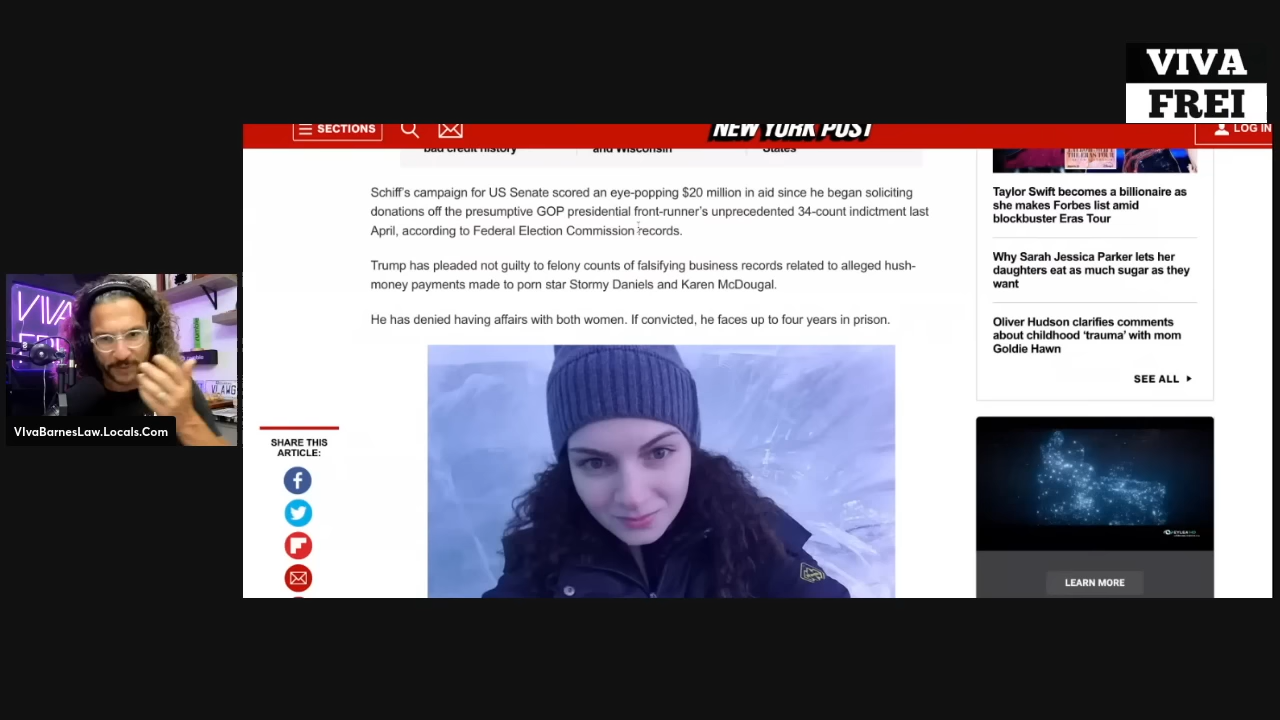 VIVA
FREI
SECTIONS
NEW YORK POST
LOG IN
bad credit history
and Wisconsin
States
Schiff's campaign for US Senate scored an eye-popping $20 million in aid since he began soliciting
donations off the presumptive GOP presidential front-runner's unprecedented 34-count indictment last
April, according to Federal Election Commission records.
Trump has pleaded not guilty to felony counts of falsifying business records related to alleged hush-
money payments made to porn star Stormy Daniels and Karen McDougal.
He has denied having affairs with both women. If convicted, he faces up to four years in prison.
Taylor Swift becomes a billionaire as
she makes Forbes list amid
blockbuster Eras Tour
Why Sarah Jessica Parker lets her
daughters eat as much sugar as they
want
Oliver Hudson clarifies comments
about childhood 'trauma' with mom
Goldie Hawn
SEE ALL
VIVA
VIvaBarnesLaw.Locals.Com
SHARE THIS
ARTICLE:
LEARN MORE